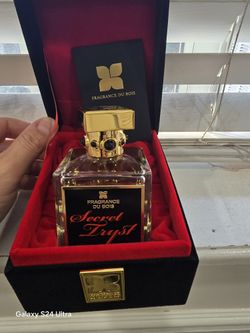 FRAGRANCE DU BOIS
FRAGRANCE
DU BOIS
Secret
Tryst
Galaxy S24 Ultra